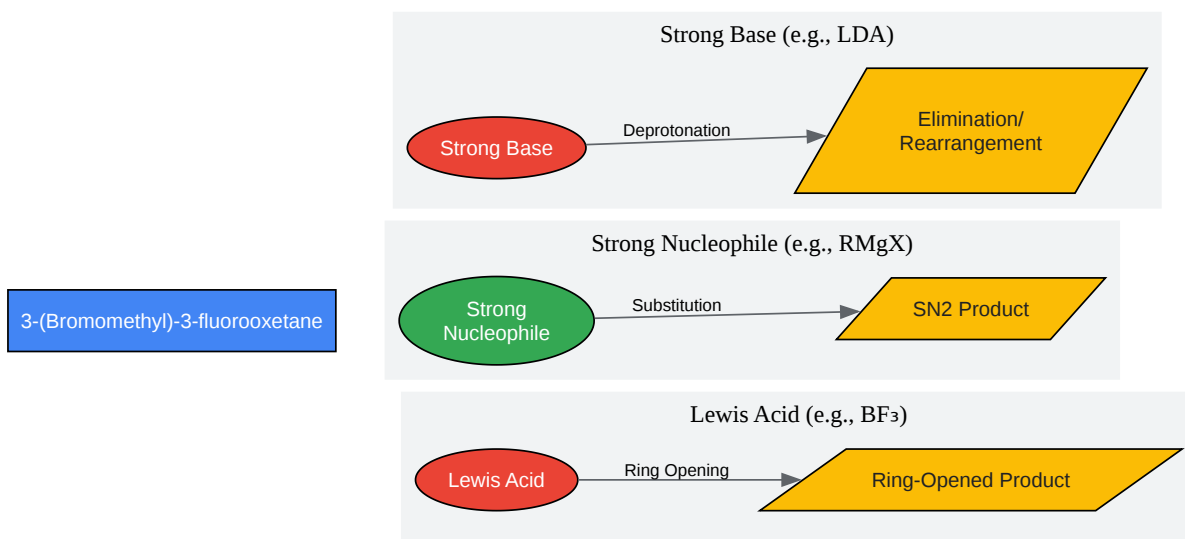 Strong Base (e.g., LDA)
Strong Base
Deprotonation
Elimination/
Rearrangement
3-(Bromomethyl)-3-fluorooxetane
Strong Nucleophile (e.g., RMgX)
Strong
Nucleophile
Substitution
SN2 Product
Lewis Acid (e.g., BF₃)
Lewis Acid
Ring Opening
Ring-Opened Product